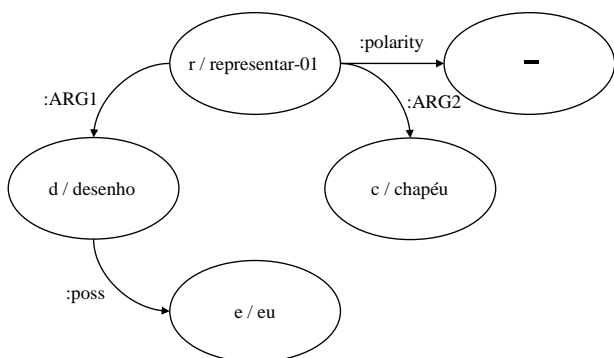 :polarity
r / representar-01
-
:ARG1
:ARG2
d / desenho
c / chapéu
:poss
e / eu